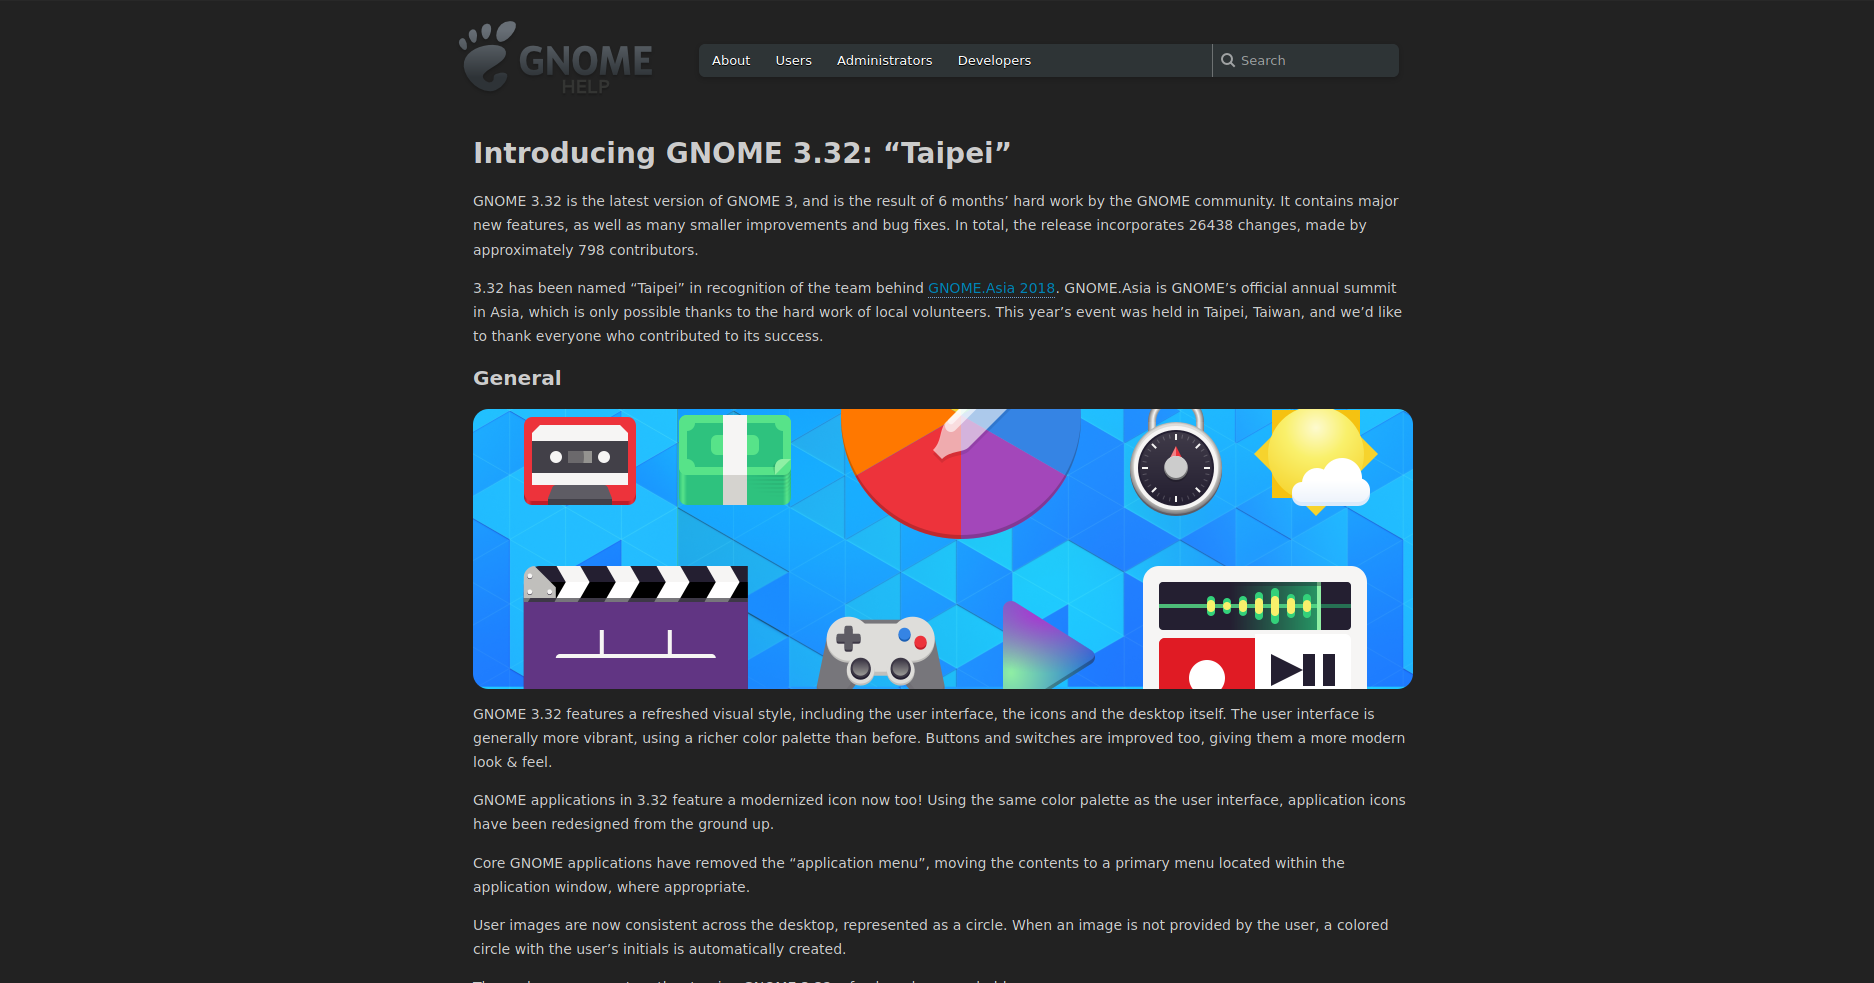 GNOME
HELP
About Users Administrators Developers Search
Introducing GNOME 3.32: “Taipei”
GNOME 3.32 is the latest version of GNOME 3, and is the result of 6 months’ hard work by the GNOME community. It contains major
new features, as well as many smaller improvements and bug fixes. In total, the release incorporates 26438 changes, made by
approximately 798 contributors.
3.32 has been named “Taipei” in recognition of the team behind GNOME.Asia 2018. GNOME.Asia is GNOME’s official annual summit
in Asia, which is only possible thanks to the hard work of local volunteers. This year’s event was held in Taipei, Taiwan, and we’d like
to thank everyone who contributed to its success.
General
GNOME 3.32 features a refreshed visual style, including the user interface, the icons and the desktop itself. The user interface is
generally more vibrant, using a richer color palette than before. Buttons and switches are improved too, giving them a more modern
look & feel.
GNOME applications in 3.32 feature a modernized icon now too! Using the same color palette as the user interface, application icons
have been redesigned from the ground up.
Core GNOME applications have removed the “application menu”, moving the contents to a primary menu located within the
application window, where appropriate.
User images are now consistent across the desktop, represented as a circle. When an image is not provided by the user, a colored
circle with the user’s initials is automatically created.